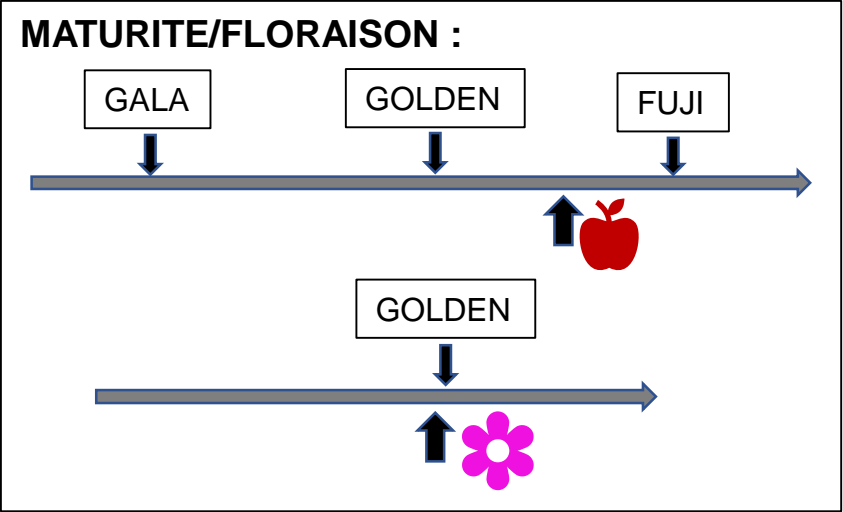 MATURITE/FLORAISON :
GALA
GOLDEN
FUJI
GOLDEN